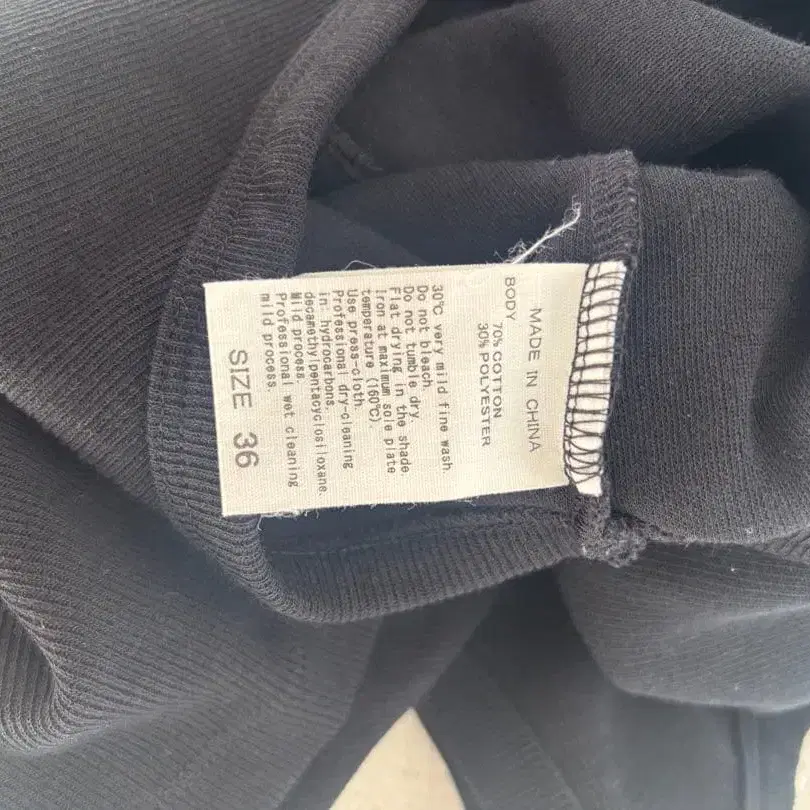 MADE IN CHINA
BODY
70% COTTON
30% POLYESTER
30℃ very mild fine wash.
Do not bleach.
Do not tumble dry.
Flat drying in the shade.
Iron at maximum sole plate
temperature (160℃).
Use press-cloth.
Professional dry-cleaning
in: hydrocarbons.
decamethylpentacyclosiloxane.
Mild process.
Professional wet cleaning
mild process.
SIZE 36